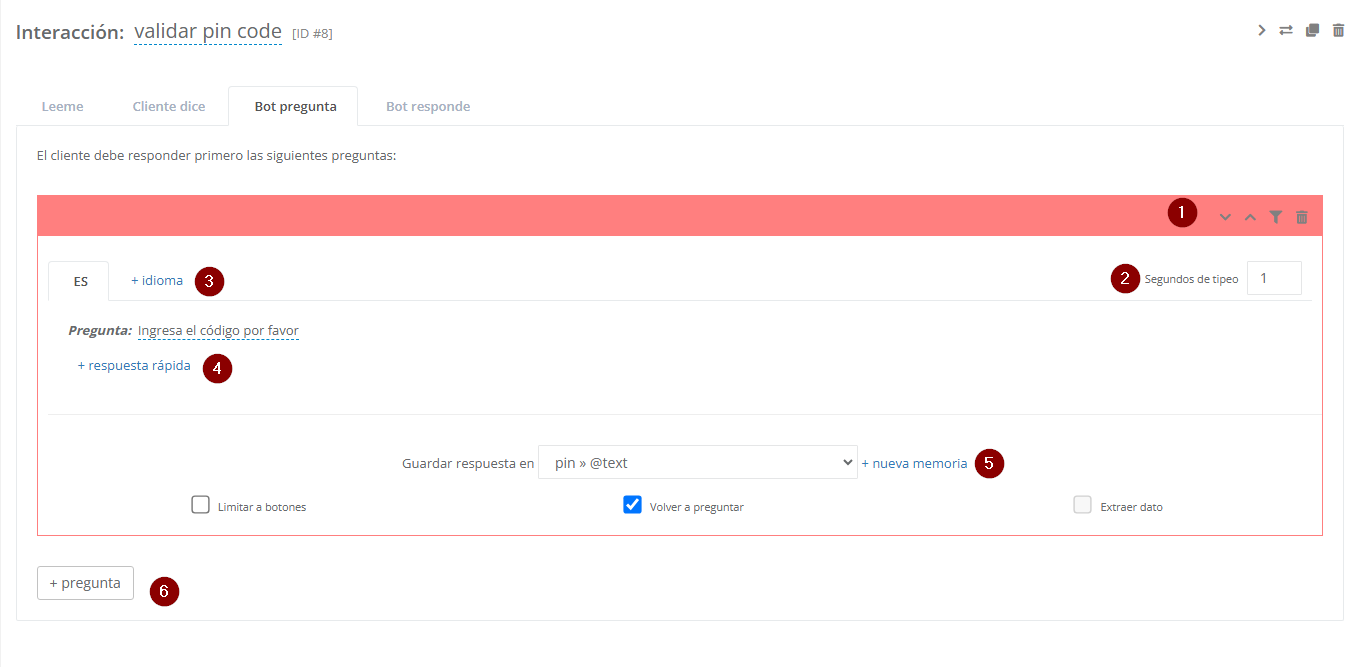 Interacción: validar pin code [ID #8]
Leeme Cliente dice Bot pregunta Bot responde
El cliente debe responder primero las siguientes preguntas:
1
ES + idioma 3 2 Segundos de tipeo 1
Pregunta: Ingresa el código por favor
+ respuesta rápida 4
Guardar respuesta en pin » @text + nueva memoria 5
Limitar a botones Volver a preguntar Extraer dato
+ pregunta 6